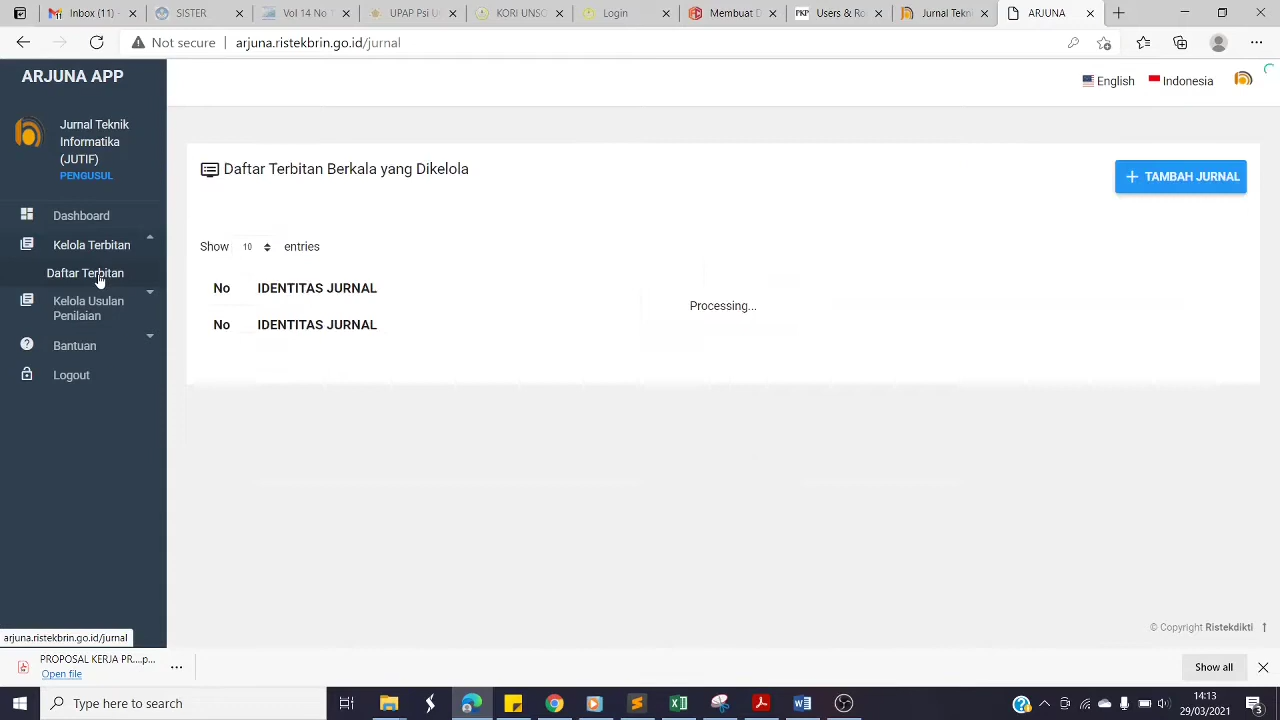 Inbox (11)
SISTER
Vol 14 No
UPAP Psi U
KORI UNSO
Login
Membuat D
Users & Ro
Jurnal Tekn
ARJUNA
Not secure
arjuna.ristekbrin.go.id/jurnal
ARJUNA APP
English
Indonesia
Jurnal Teknik
Informatika
(JUTIF)
PENGUSUL
Dashboard
Kelola Terbitan
Daftar Terbitan
Kelola Usulan
Penilaian
Bantuan
Logout
Daftar Terbitan Berkala yang Dikelola
+ TAMBAH JURNAL
Show 10 entries
No IDENTITAS JURNAL
Processing...
No IDENTITAS JURNAL
© Copyright Ristekdikti
arjuna.ristekbrin.go.id/jurnal
PROPOSAL KERJA PR....p...
Open file
Show all
Type here to search
14:13
29/03/2021
3